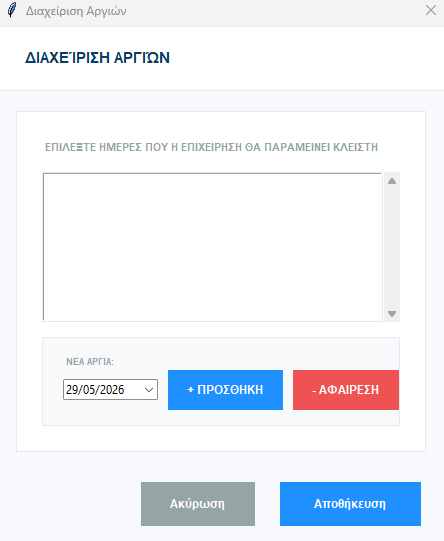 Διαχείριση Αργιών
ΔΙΑΧΕΊΡΙΣΗ ΑΡΓΙΏΝ
ΕΠΙΛΕΞΤΕ ΗΜΕΡΕΣ ΠΟΥ Η ΕΠΙΧΕΙΡΗΣΗ ΘΑ ΠΑΡΑΜΕΙΝΕΙ ΚΛΕΙΣΤΗ
ΝΕΑ ΑΡΓΙΑ:
29/05/2026
+ ΠΡΟΣΘΗΚΗ
- ΑΦΑΙΡΕΣΗ
Ακύρωση
Αποθήκευση